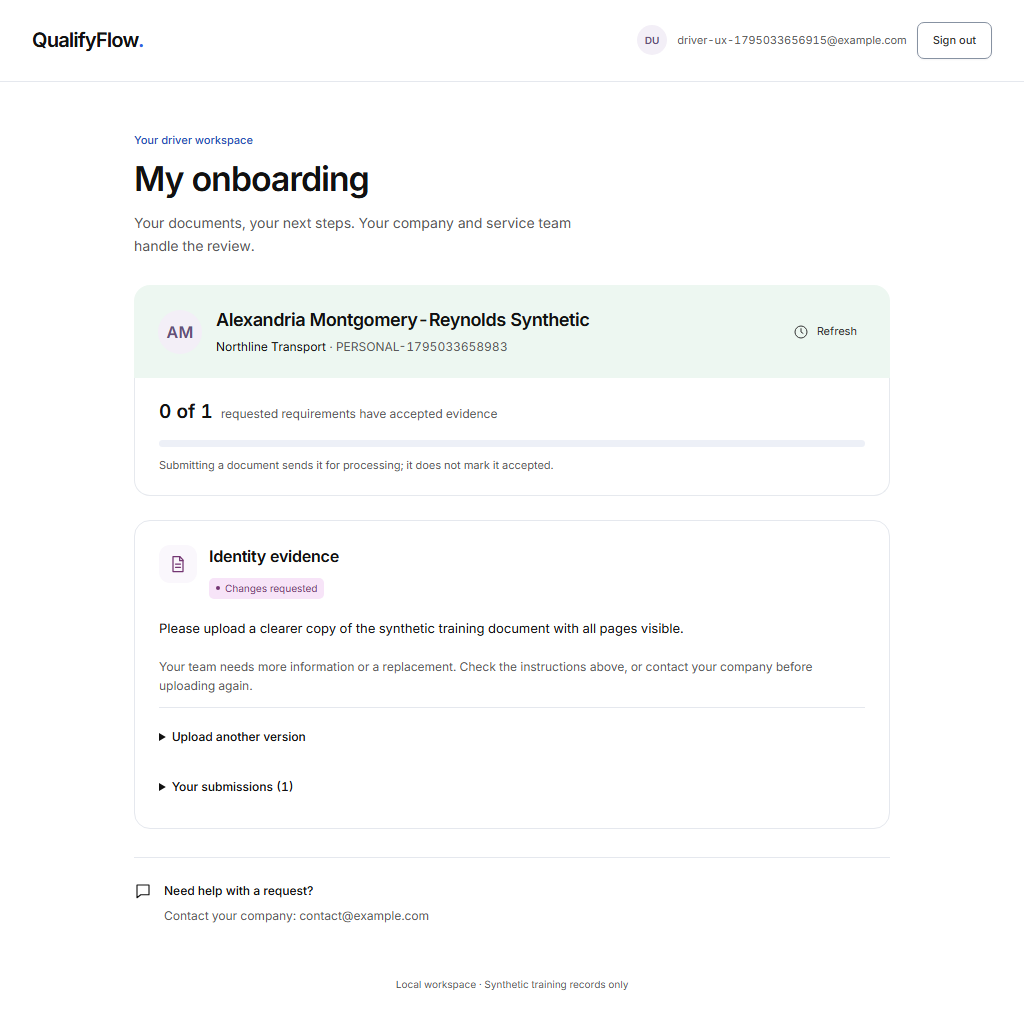 QualifyFlow.
DU
driver-ux-1795033656915@example.com
Sign out
Your driver workspace
My onboarding
Your documents, your next steps. Your company and service team
handle the review.
AM
Alexandria Montgomery-Reynolds Synthetic
Northline Transport · PERSONAL-1795033658983
Refresh
0 of 1 requested requirements have accepted evidence
Submitting a document sends it for processing; it does not mark it accepted.
Identity evidence
Changes requested
Please upload a clearer copy of the synthetic training document with all pages visible.
Your team needs more information or a replacement. Check the instructions above, or contact your company before
uploading again.
Upload another version
Your submissions (1)
Need help with a request?
Contact your company: contact@example.com
Local workspace · Synthetic training records only